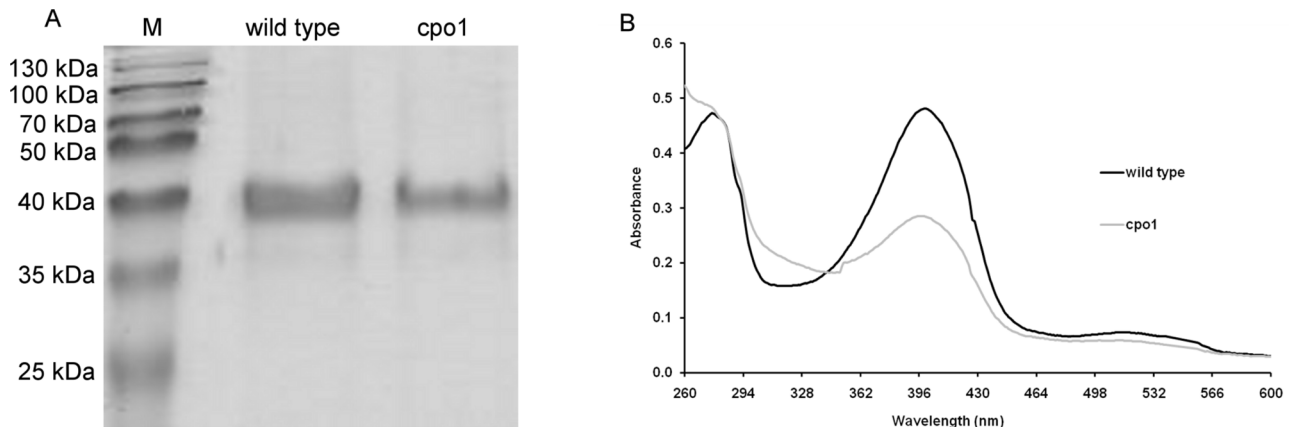 A
M wild type cpo1
130 kDa
100 kDa
70 kDa
50 kDa
40 kDa
35 kDa
25 kDa
B
0.6
0.5
0.4
0.3
0.2
0.1
0.0
Absorbance
wild type
cpo1
260 294 328 362 396 430 464 498 532 566 600
Wavelength (nm)